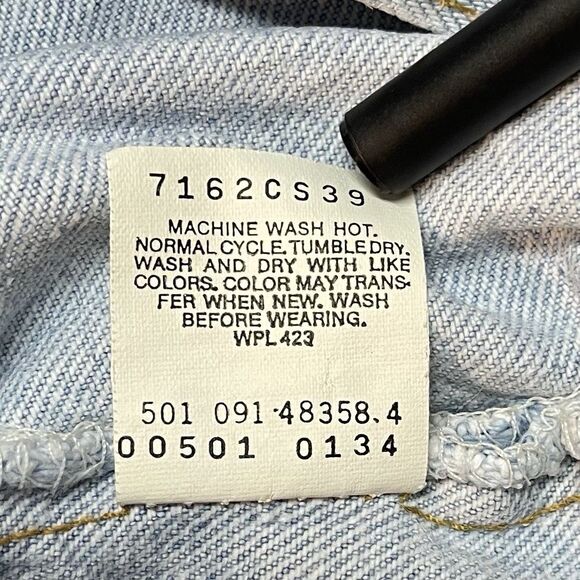 7162CS39
MACHINE WASH HOT.
NORMAL CYCLE. TUMBLE DRY.
WASH AND DRY WITH LIKE
COLORS. COLOR MAY TRANS-
FER WHEN NEW. WASH
BEFORE WEARING.
WPL 423
501 091-48358.4
00501 0134